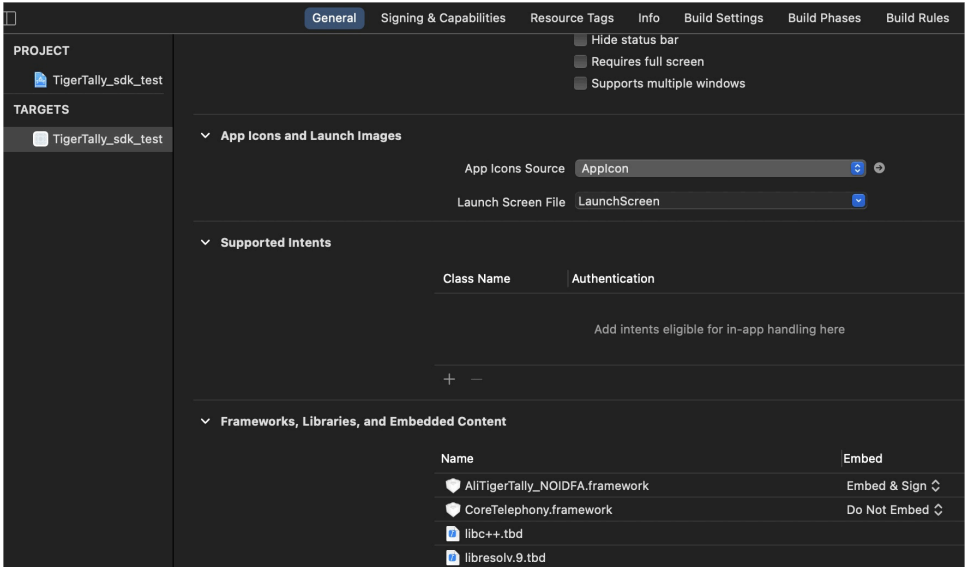 General Signing & Capabilities Resource Tags Info Build Settings Build Phases Build Rules
PROJECT
TigerTally_sdk_test
TARGETS
TigerTally_sdk_test
Hide status bar
Requires full screen
Supports multiple windows
App Icons and Launch Images
App Icons Source AppIcon
Launch Screen File LaunchScreen
Supported Intents
Class Name Authentication
Add intents eligible for in-app handling here
Frameworks, Libraries, and Embedded Content
Name Embed
AliTigerTally_NOIDFA.framework Embed & Sign
CoreTelephony.framework Do Not Embed
libc++.tbd
libresolv.9.tbd